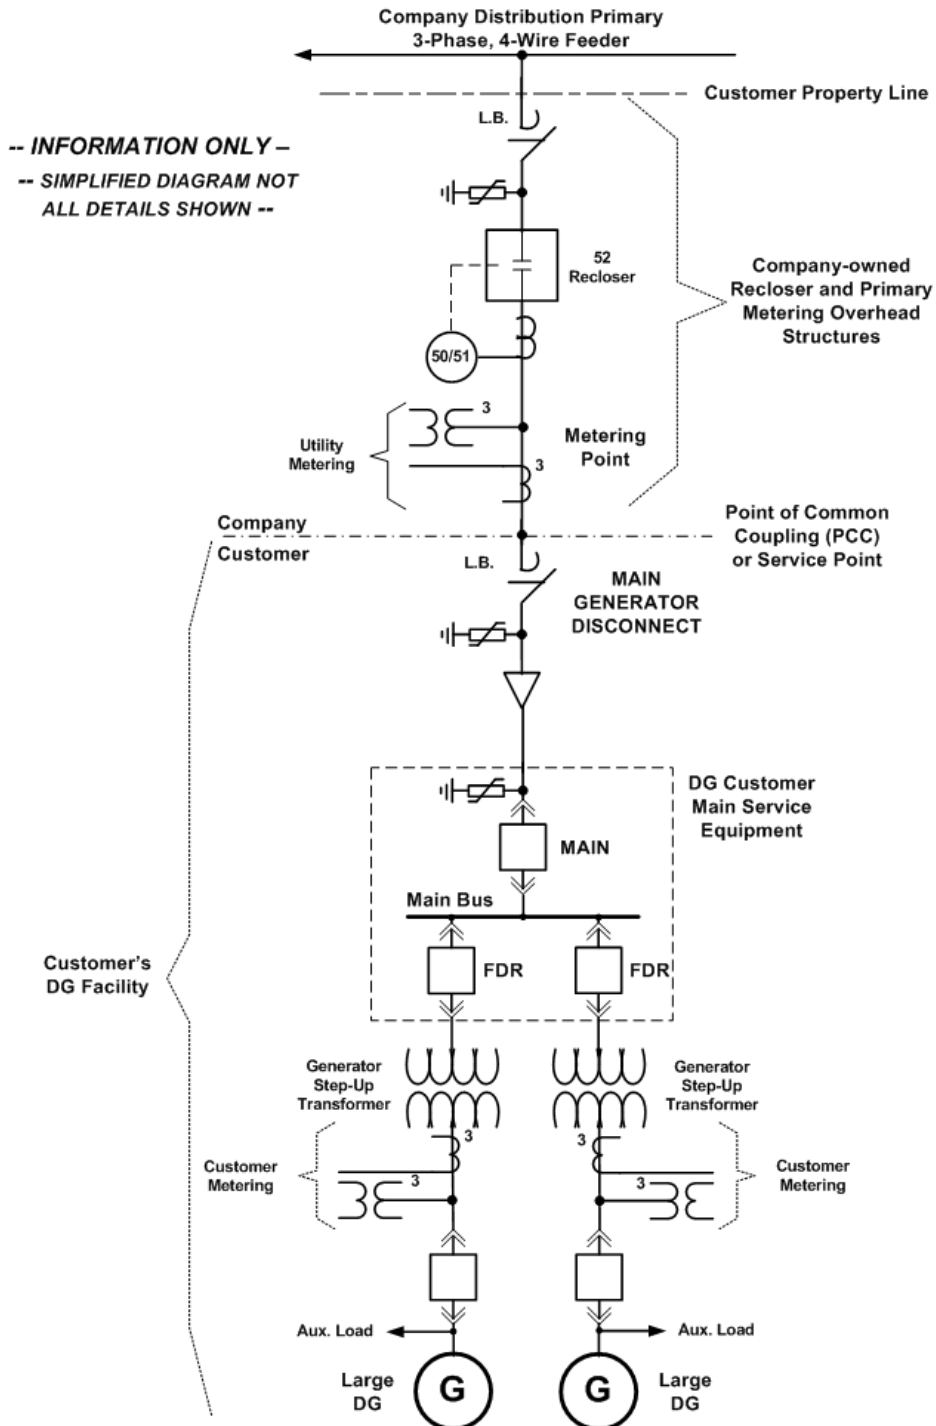 Company Distribution Primary
3-Phase, 4-Wire Feeder
Customer Property Line
L.B.
-- INFORMATION ONLY –
-- SIMPLIFIED DIAGRAM NOT
ALL DETAILS SHOWN --
52
Recloser
Company-owned
Recloser and Primary
Metering Overhead
Structures
50/51
3
Utility
Metering
Metering
Point
3
Company
Customer
Point of Common
Coupling (PCC)
or Service Point
L.B.
MAIN
GENERATOR
DISCONNECT
DG Customer
Main Service
Equipment
MAIN
Main Bus
FDR
FDR
Customer’s
DG Facility
Generator
Step-Up
Transformer
Generator
Step-Up
Transformer
3
3
Customer
Metering
3
3
Customer
Metering
Aux. Load
Aux. Load
Large
DG
G
G
Large
DG